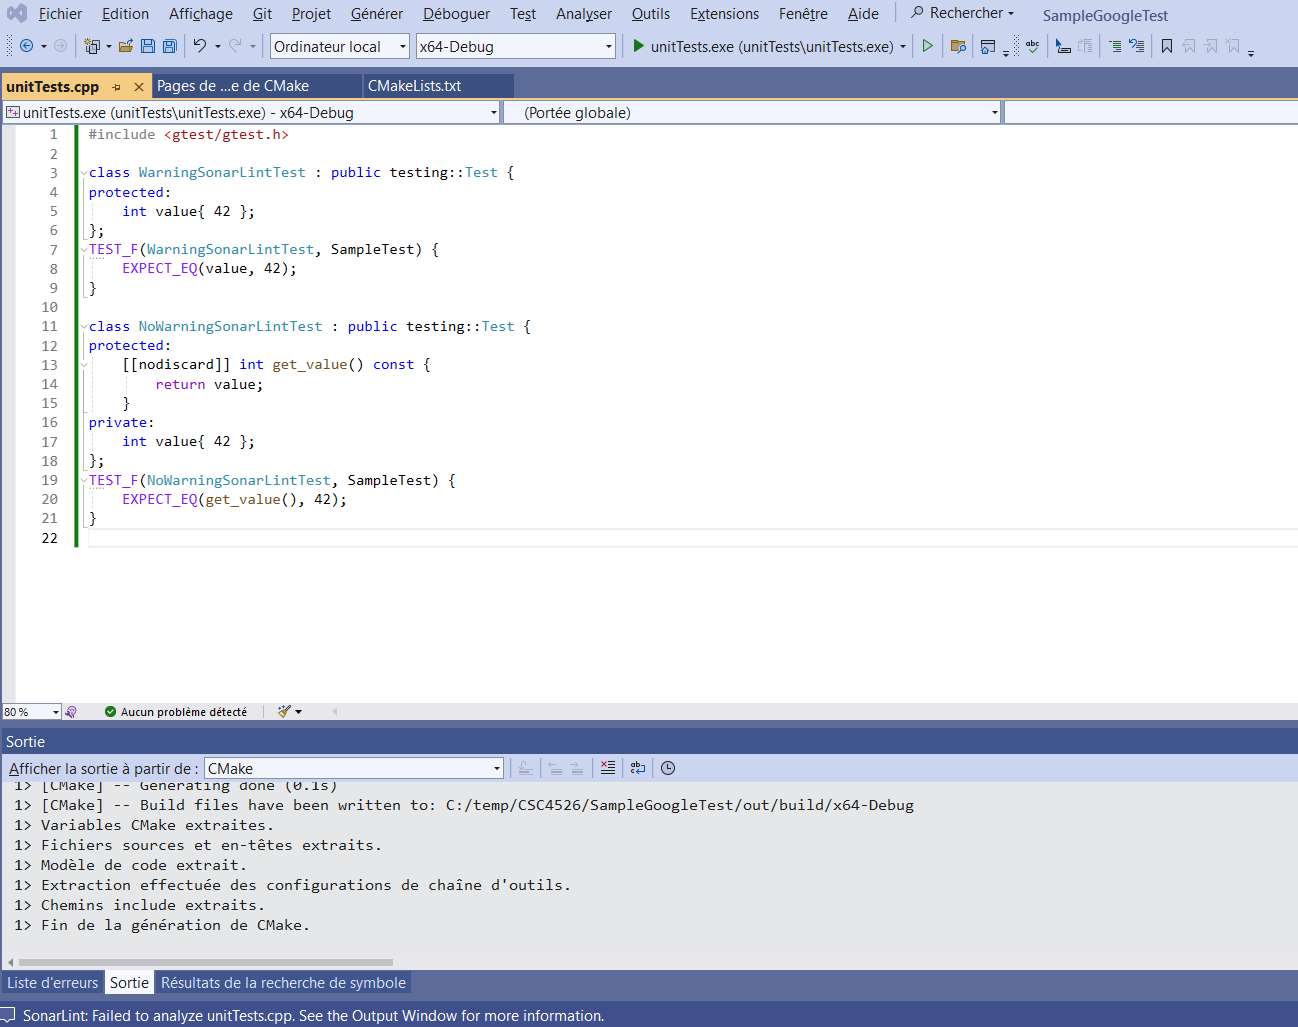 Fichier Edition Affichage Git Projet Générer Déboguer Test Analyser Outils Extensions Fenêtre Aide Rechercher SampleGoogleTest
Ordinateur local x64-Debug unitTests.exe (unitTests\unitTests.exe) abc
unitTests.cpp Pages de ...e de CMake CMakeLists.txt
unitTests.exe (unitTests\unitTests.exe) - x64-Debug (Portée globale)
1 #include <gtest/gtest.h>
2
3 class WarningSonarLintTest : public testing::Test {
4 protected:
5 int value{ 42 };
6 };
7 TEST_F(WarningSonarLintTest, SampleTest) {
8 EXPECT_EQ(value, 42);
9 }
10
11 class NoWarningSonarLintTest : public testing::Test {
12 protected:
13 [[nodiscard]] int get_value() const {
14 return value;
15 }
16 private:
17 int value{ 42 };
18 };
19 TEST_F(NoWarningSonarLintTest, SampleTest) {
20 EXPECT_EQ(get_value(), 42);
21 }
22
80 % Aucun problème détecté
Sortie
Afficher la sortie à partir de : CMake
1> [CMake] -- Generating done (0.1s)
1> [CMake] -- Build files have been written to: C:/temp/CSC4526/SampleGoogleTest/out/build/x64-Debug
1> Variables CMake extraites.
1> Fichiers sources et en-têtes extraits.
1> Modèle de code extrait.
1> Extraction effectuée des configurations de chaîne d'outils.
1> Chemins include extraits.
1> Fin de la génération de CMake.
Liste d'erreurs Sortie Résultats de la recherche de symbole
SonarLint: Failed to analyze unitTests.cpp. See the Output Window for more information.